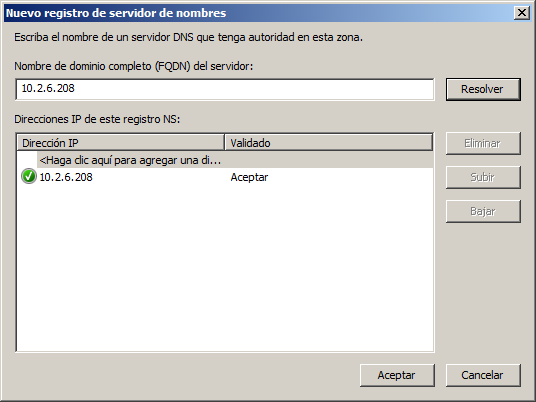 Nuevo registro de servidor de nombres
Escriba el nombre de un servidor DNS que tenga autoridad en esta zona.
Nombre de dominio completo (FQDN) del servidor:
10.2.6.208
Resolver
Direcciones IP de este registro NS:
Dirección IP Validado
<Haga clic aquí para agregar una di...
10.2.6.208 Aceptar
Eliminar
Subir
Bajar
Aceptar Cancelar